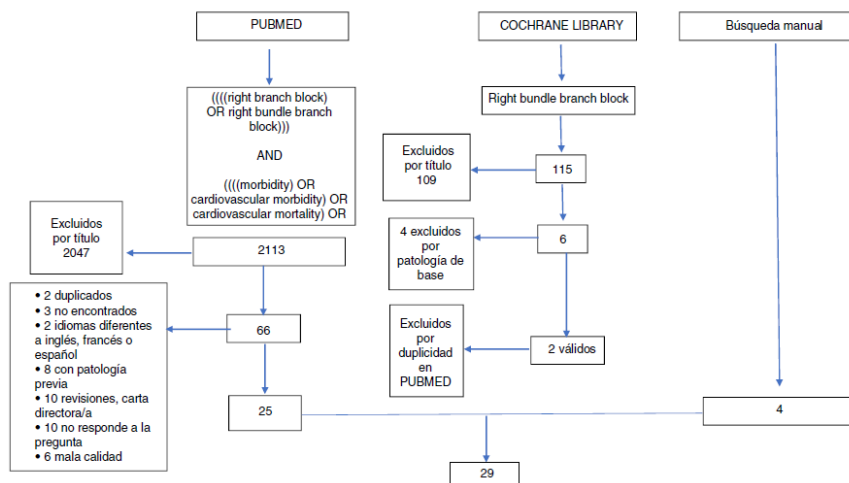 PUBMED
((((right branch block)
OR right bundle branch
block)))
AND
((((morbidity) OR
cardiovascular morbidity) OR
cardiovascular mortality) OR
Excluidos
por título
2047
2113
• 2 duplicados
• 3 no encontrados
• 2 idiomas diferentes
a inglés, francés o
español
• 8 con patología
previa
• 10 revisiones, carta
directora/a
• 10 no responde a la
pregunta
• 6 mala calidad
66
25
COCHRANE LIBRARY
Right bundle branch block
Excluidos
por título
109
115
4 excluidos
por
patología de
base
6
Excluidos
por
duplicidad
en
PUBMED
2 válidos
Búsqueda manual
4
29